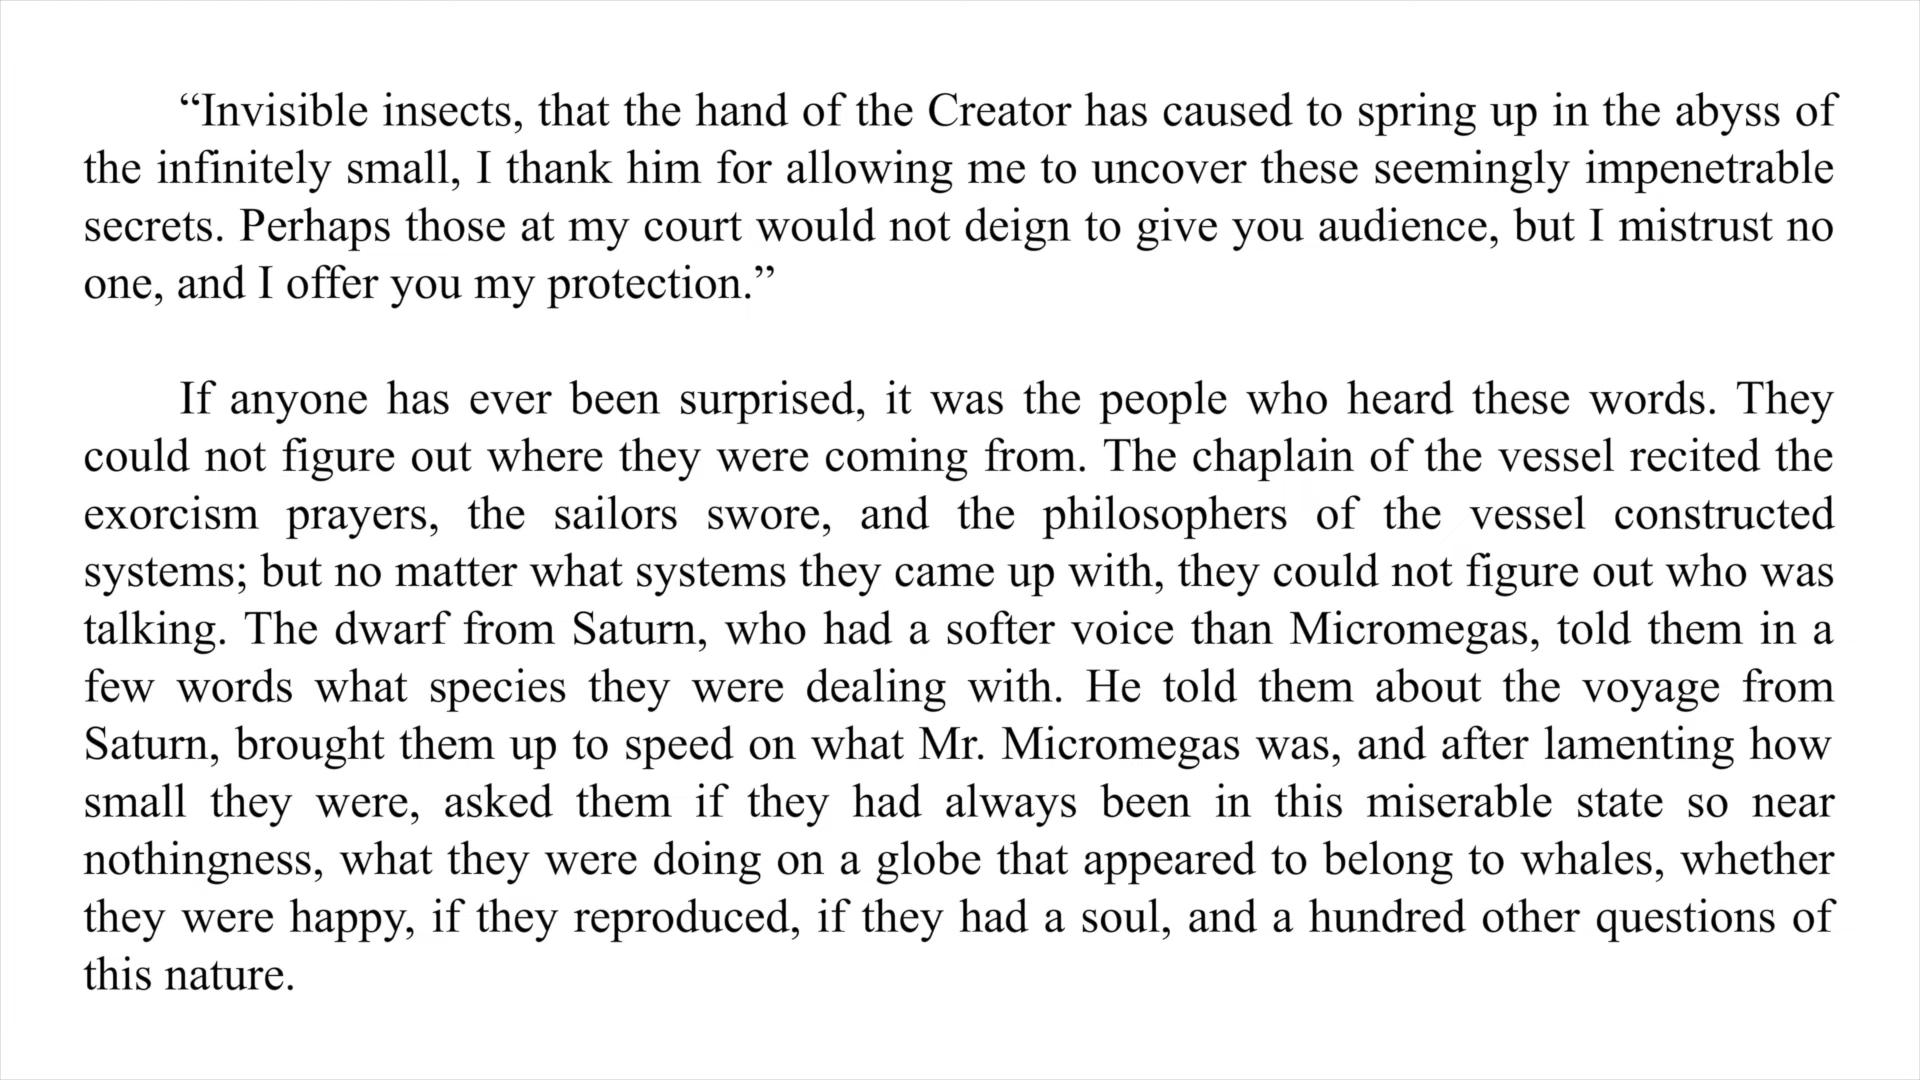 “Invisible insects, that the hand of the Creator has caused to spring up in the abyss of
the infinitely small, I thank him for allowing me to uncover these seemingly impenetrable
secrets. Perhaps those at my court would not deign to give you audience, but I mistrust no
one, and I offer you my protection.”
If anyone has ever been surprised, it was the people who heard these words. They
could not figure out where they were coming from. The chaplain of the vessel recited the
exorcism prayers, the sailors swore, and the philosophers of the vessel constructed
systems; but no matter what systems they came up with, they could not figure out who was
talking. The dwarf from Saturn, who had a softer voice than Micromegas, told them in a
few words what species they were dealing with. He told them about the voyage from
Saturn, brought them up to speed on what Mr. Micromegas was, and after lamenting how
small they were, asked them if they had always been in this miserable state so near
nothingness, what they were doing on a globe that appeared to belong to whales, whether
they were happy, if they reproduced, if they had a soul, and a hundred other questions of
this nature.